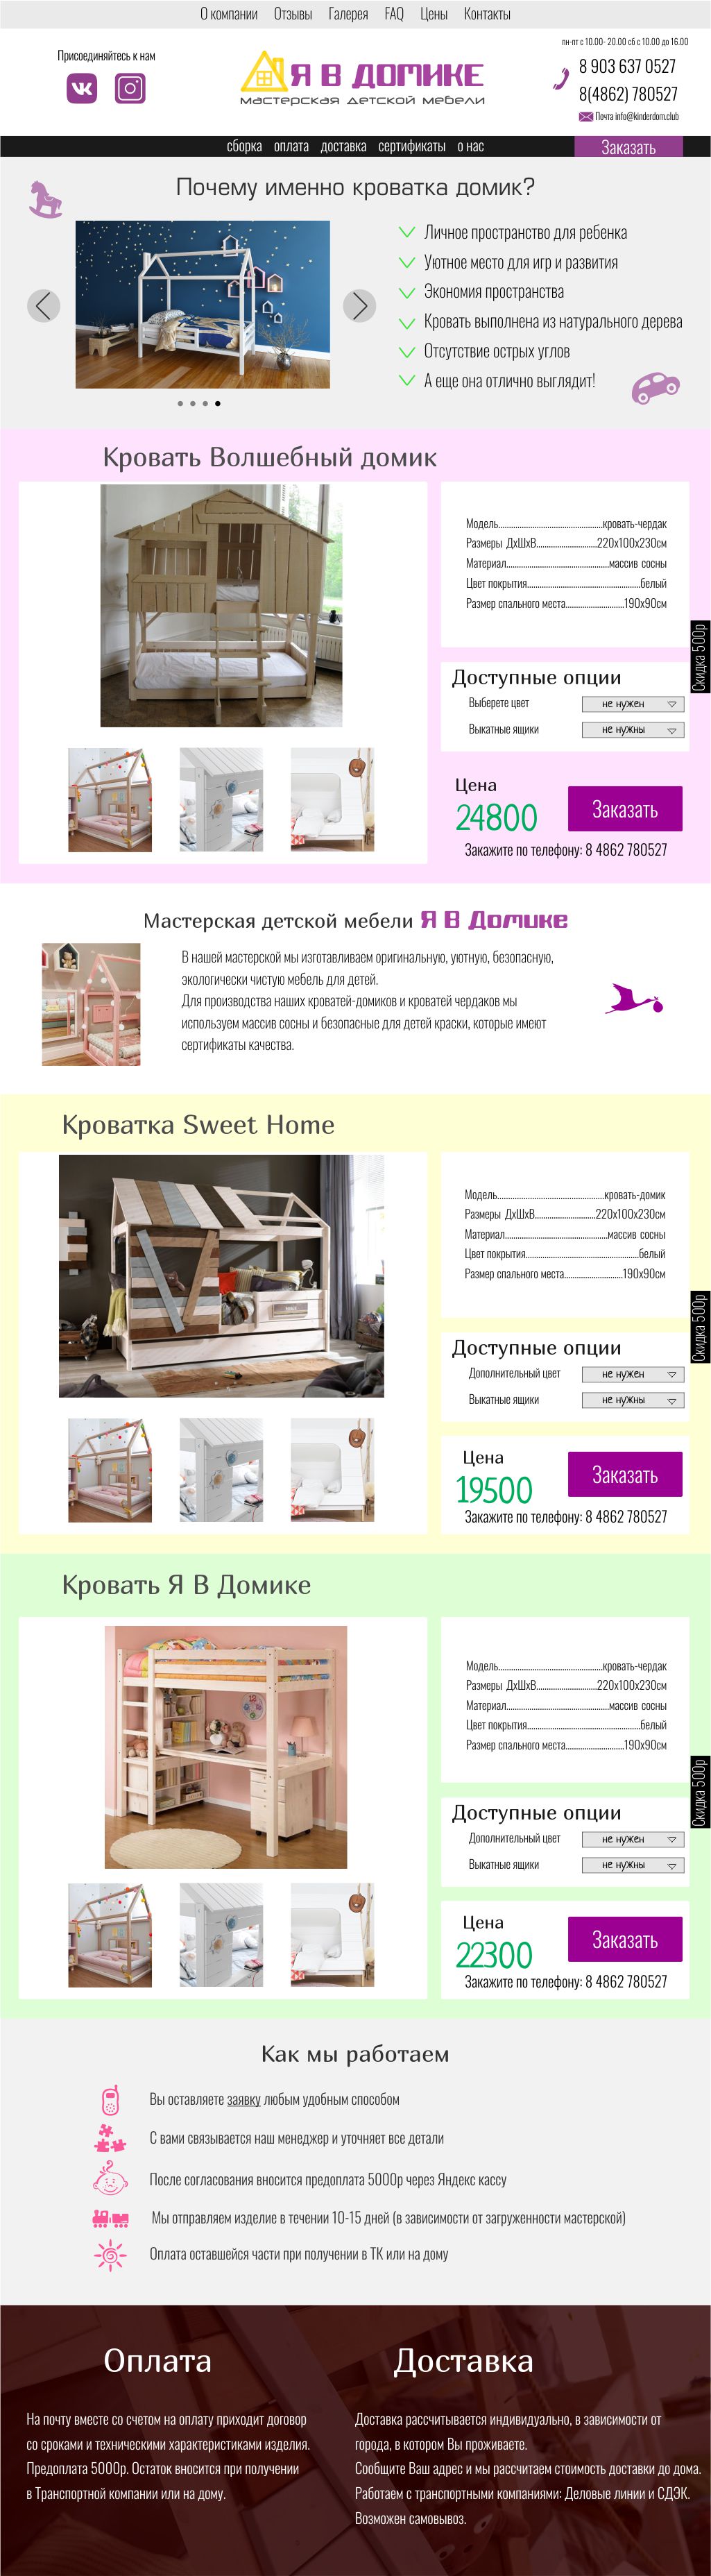 О компании Отзывы Галерея FAQ Цены Контакты
пн-пт с 10.00- 20.00 сб с 10.00 до 16.00
Присоединяйтесь к нам
8 903 637 0527
Я В ДОМИКЕ
8(4862) 780527
мастерская детской мебели
Почта info@kinderdom.club
сборка оплата доставка сертификаты о нас
Заказать
Почему именно кроватка домик?
Личное пространство для ребенка
Уютное место для игр и развития
Экономия пространства
Кровать выполнена из натурального дерева
Отсутствие острых углов
А еще она отлично выглядит!
Кровать Волшебный домик
Модель..................................................кровать-чердак
Размеры ДхШхВ.............................220х100х230см
Материал.................................................массив сосны
Цвет покрытия......................................................белый
Размер спального места............................190х90см
Скидка 500р
Доступные опции
Выберете цвет не нужен
Выкатные ящики не нужны
Цена
24800
Заказать
Закажите по телефону: 8 4862 780527
Мастерская детской мебели Я В Домике
В нашей мастерской мы изготавливаем оригинальную, уютную, безопасную,
экологически чистую мебель для детей.
Для производства наших кроватей-домиков и кроватей чердаков мы
используем массив сосны и безопасные для детей краски, которые имеют
сертификаты качества.
Кроватка Sweet Home
Модель...................................................кровать-домик
Размеры ДхШхВ.............................220х100х230см
Материал.................................................массив сосны
Цвет покрытия......................................................белый
Размер спального места............................190х90см
Скидка 500р
Доступные опции
Дополнительный цвет не нужен
Выкатные ящики не нужны
Цена
19500
Заказать
Закажите по телефону: 8 4862 780527
Кровать Я В Домике
Модель..................................................кровать-чердак
Размеры ДхШхВ.............................220х100х230см
Материал.................................................массив сосны
Цвет покрытия......................................................белый
Размер спального места............................190х90см
Скидка 500р
Доступные опции
Дополнительный цвет не нужен
Выкатные ящики не нужны
Цена
22300
Заказать
Закажите по телефону: 8 4862 780527
Как мы работаем
Вы оставляете заявку любым удобным способом
С вами связывается наш менеджер и уточняет все детали
После согласования вносится предоплата 5000р через Яндекс кассу
Мы отправляем изделие в течении 10-15 дней (в зависимости от загруженности мастерской)
Оплата оставшейся части при получении в ТК или на дому
Оплата
На почту вместе со счетом на оплату приходит договор
со сроками и техническими характеристиками изделия.
Предоплата 5000р. Остаток вносится при получении
в Транспортной компании или на дому.
Доставка
Доставка рассчитывается индивидуально, в зависимости от
города, в котором Вы проживаете.
Сообщите Ваш адрес и мы рассчитаем стоимость доставки до дома.
Работаем с транспортными компаниями: Деловые линии и СДЭК.
Возможен самовывоз.